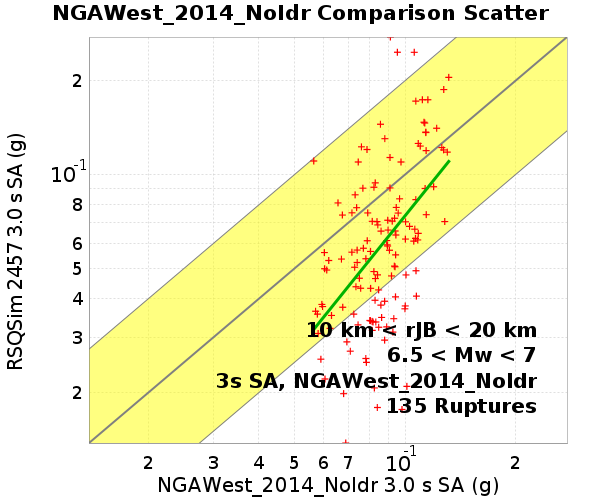 NGAWest_2014_NoIdr Comparison Scatter
RSQSim 2457 3.0 s SA (g)
2
10-1
8
6
5
4
3
2
10 km < rJB < 20 km
6.5 < Mw < 7
3s SA, NGAWest_2014_NoIdr
135 Ruptures
2 3 4 5 6 7 10-1 2
NGAWest_2014_NoIdr 3.0 s SA (g)